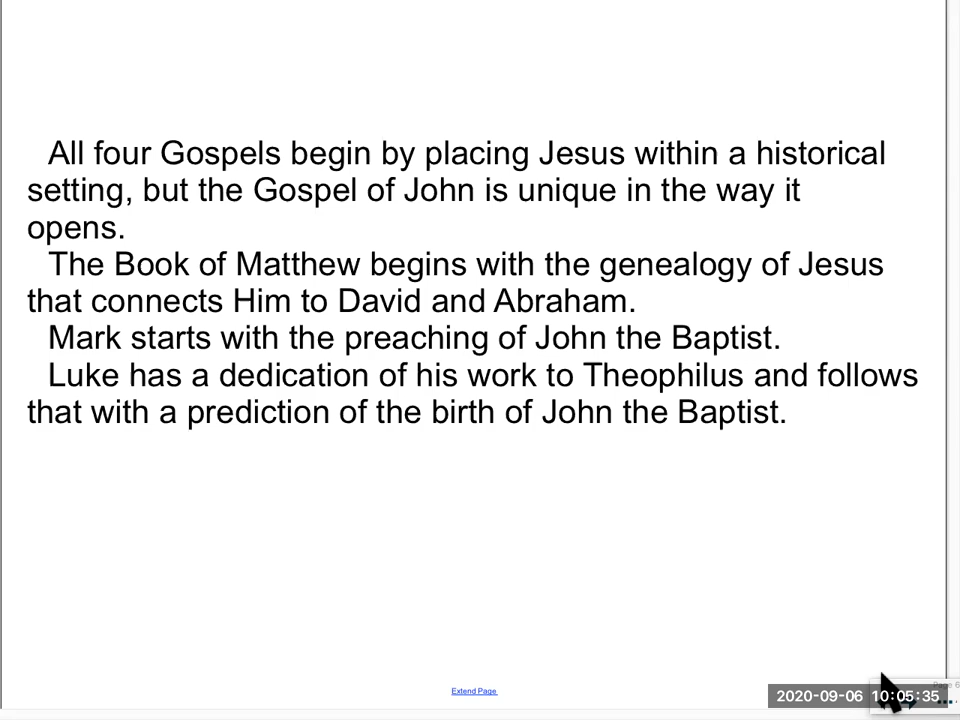 All four Gospels begin by placing Jesus within a historical
setting, but the Gospel of John is unique in the way it
opens.
The Book of Matthew begins with the genealogy of Jesus
that connects Him to David and Abraham.
Mark starts with the preaching of John the Baptist.
Luke has a dedication of his work to Theophilus and follows
that with a prediction of the birth of John the Baptist.
Extend Page
2020-09-06 10:05:35